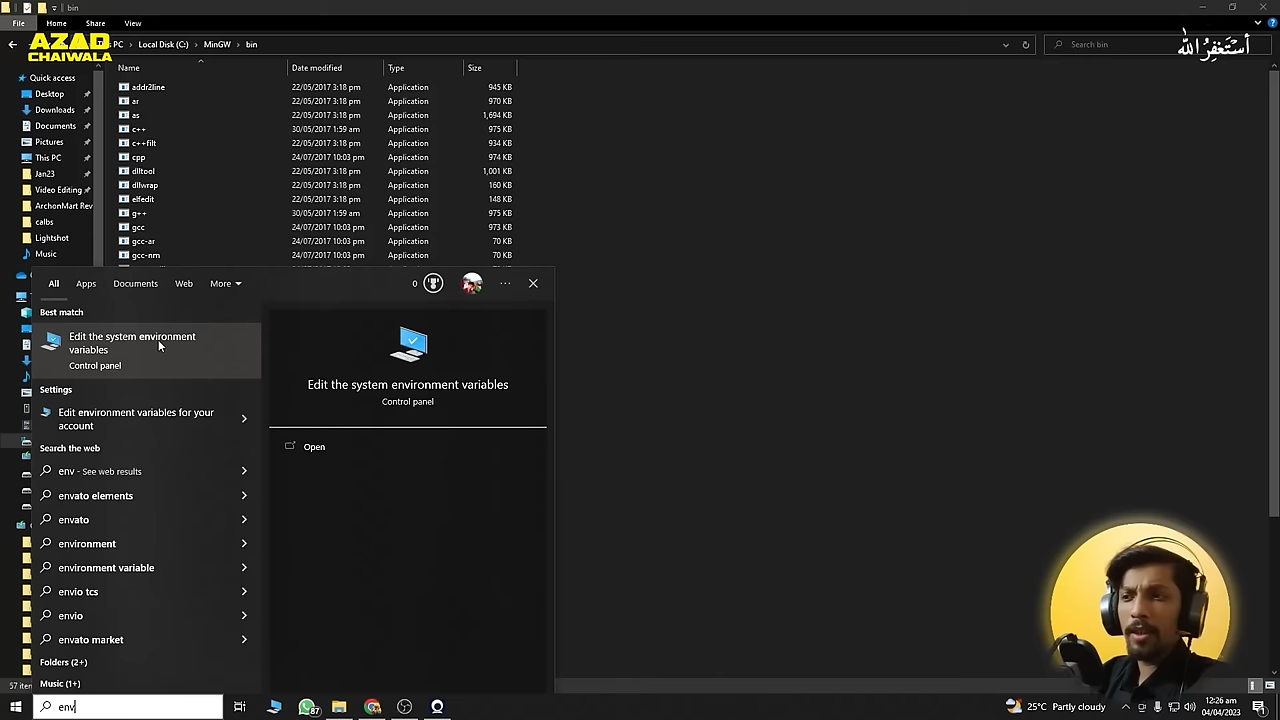 bin
File
Home
Share
View
AZAD
CHAIWALA
PC
Local Disk (C:)
MinGW
bin
Search bin
أستغفر الله
Name
Date modified
Type
Size
Quick access
Desktop
Downloads
Documents
Pictures
This PC
Jan23
Video Editing
ArchonMart Rev
calbs
Lightshot
Music
addr2line 22/05/2017 3:18 pm Application 945 KB
ar 22/05/2017 3:18 pm Application 970 KB
as 22/05/2017 3:18 pm Application 1,694 KB
c++ 30/05/2017 1:59 am Application 975 KB
c++filt 22/05/2017 3:18 pm Application 934 KB
cpp 24/07/2017 10:03 pm Application 974 KB
dlltool 22/05/2017 3:18 pm Application 1,001 KB
dllwrap 22/05/2017 3:18 pm Application 160 KB
elfedit 22/05/2017 3:18 pm Application 148 KB
g++ 30/05/2017 1:59 am Application 975 KB
gcc 24/07/2017 10:03 pm Application 973 KB
gcc-ar 24/07/2017 10:03 pm Application 70 KB
gcc-nm 24/07/2017 10:03 pm Application 70 KB
All
Apps
Documents
Web
More
0
Best match
Edit the system environment
variables
Control panel
Settings
Edit environment variables for your
account
Search the web
env - See web results
envato elements
envato
environment
environment variable
envio tcs
envio
envato market
Folders (2+)
Music (1+)
Edit the system environment variables
Control panel
Open
57 iten
env
87
25°C Partly cloudy
12:26 am
04/04/2023